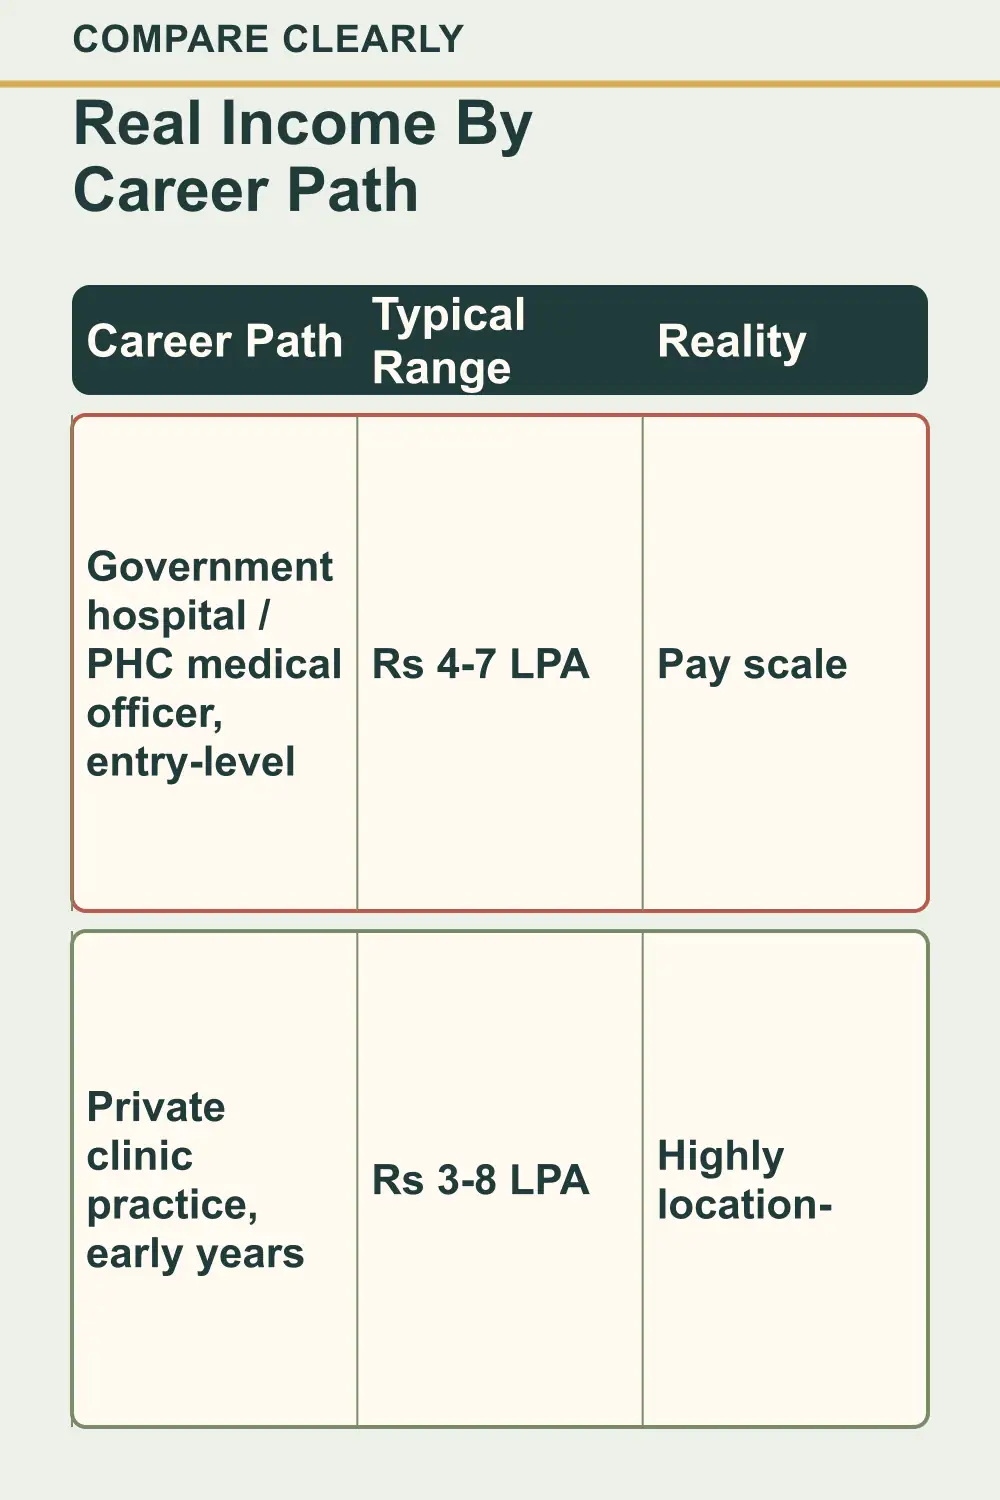 COMPARE CLEARLY
Real Income By
Career Path
Career Path
Typical
Range
Reality
Government
hospital /
PHC medical
officer,
entry-level
Rs 4-7 LPA
Pay scale
Private
clinic
practice,
early years
Rs 3-8 LPA
Highly
location-